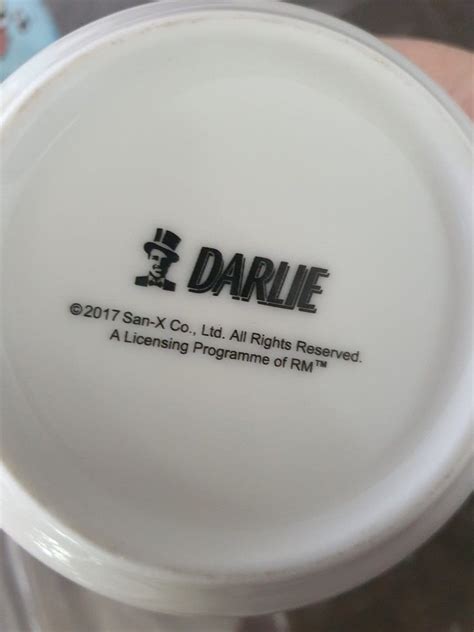 DARLIE
©2017 San-X Co., Ltd. All Rights Reserved.
A Licensing Programme of RM™